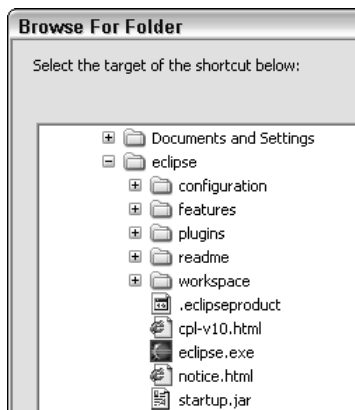 Browse For Folder
Select the target of the shortcut below:
Documents and Settings
eclipse
configuration
features
plugins
readme
workspace
.eclipseproduct
cpl-v10.html
eclipse.exe
notice.html
startup.jar